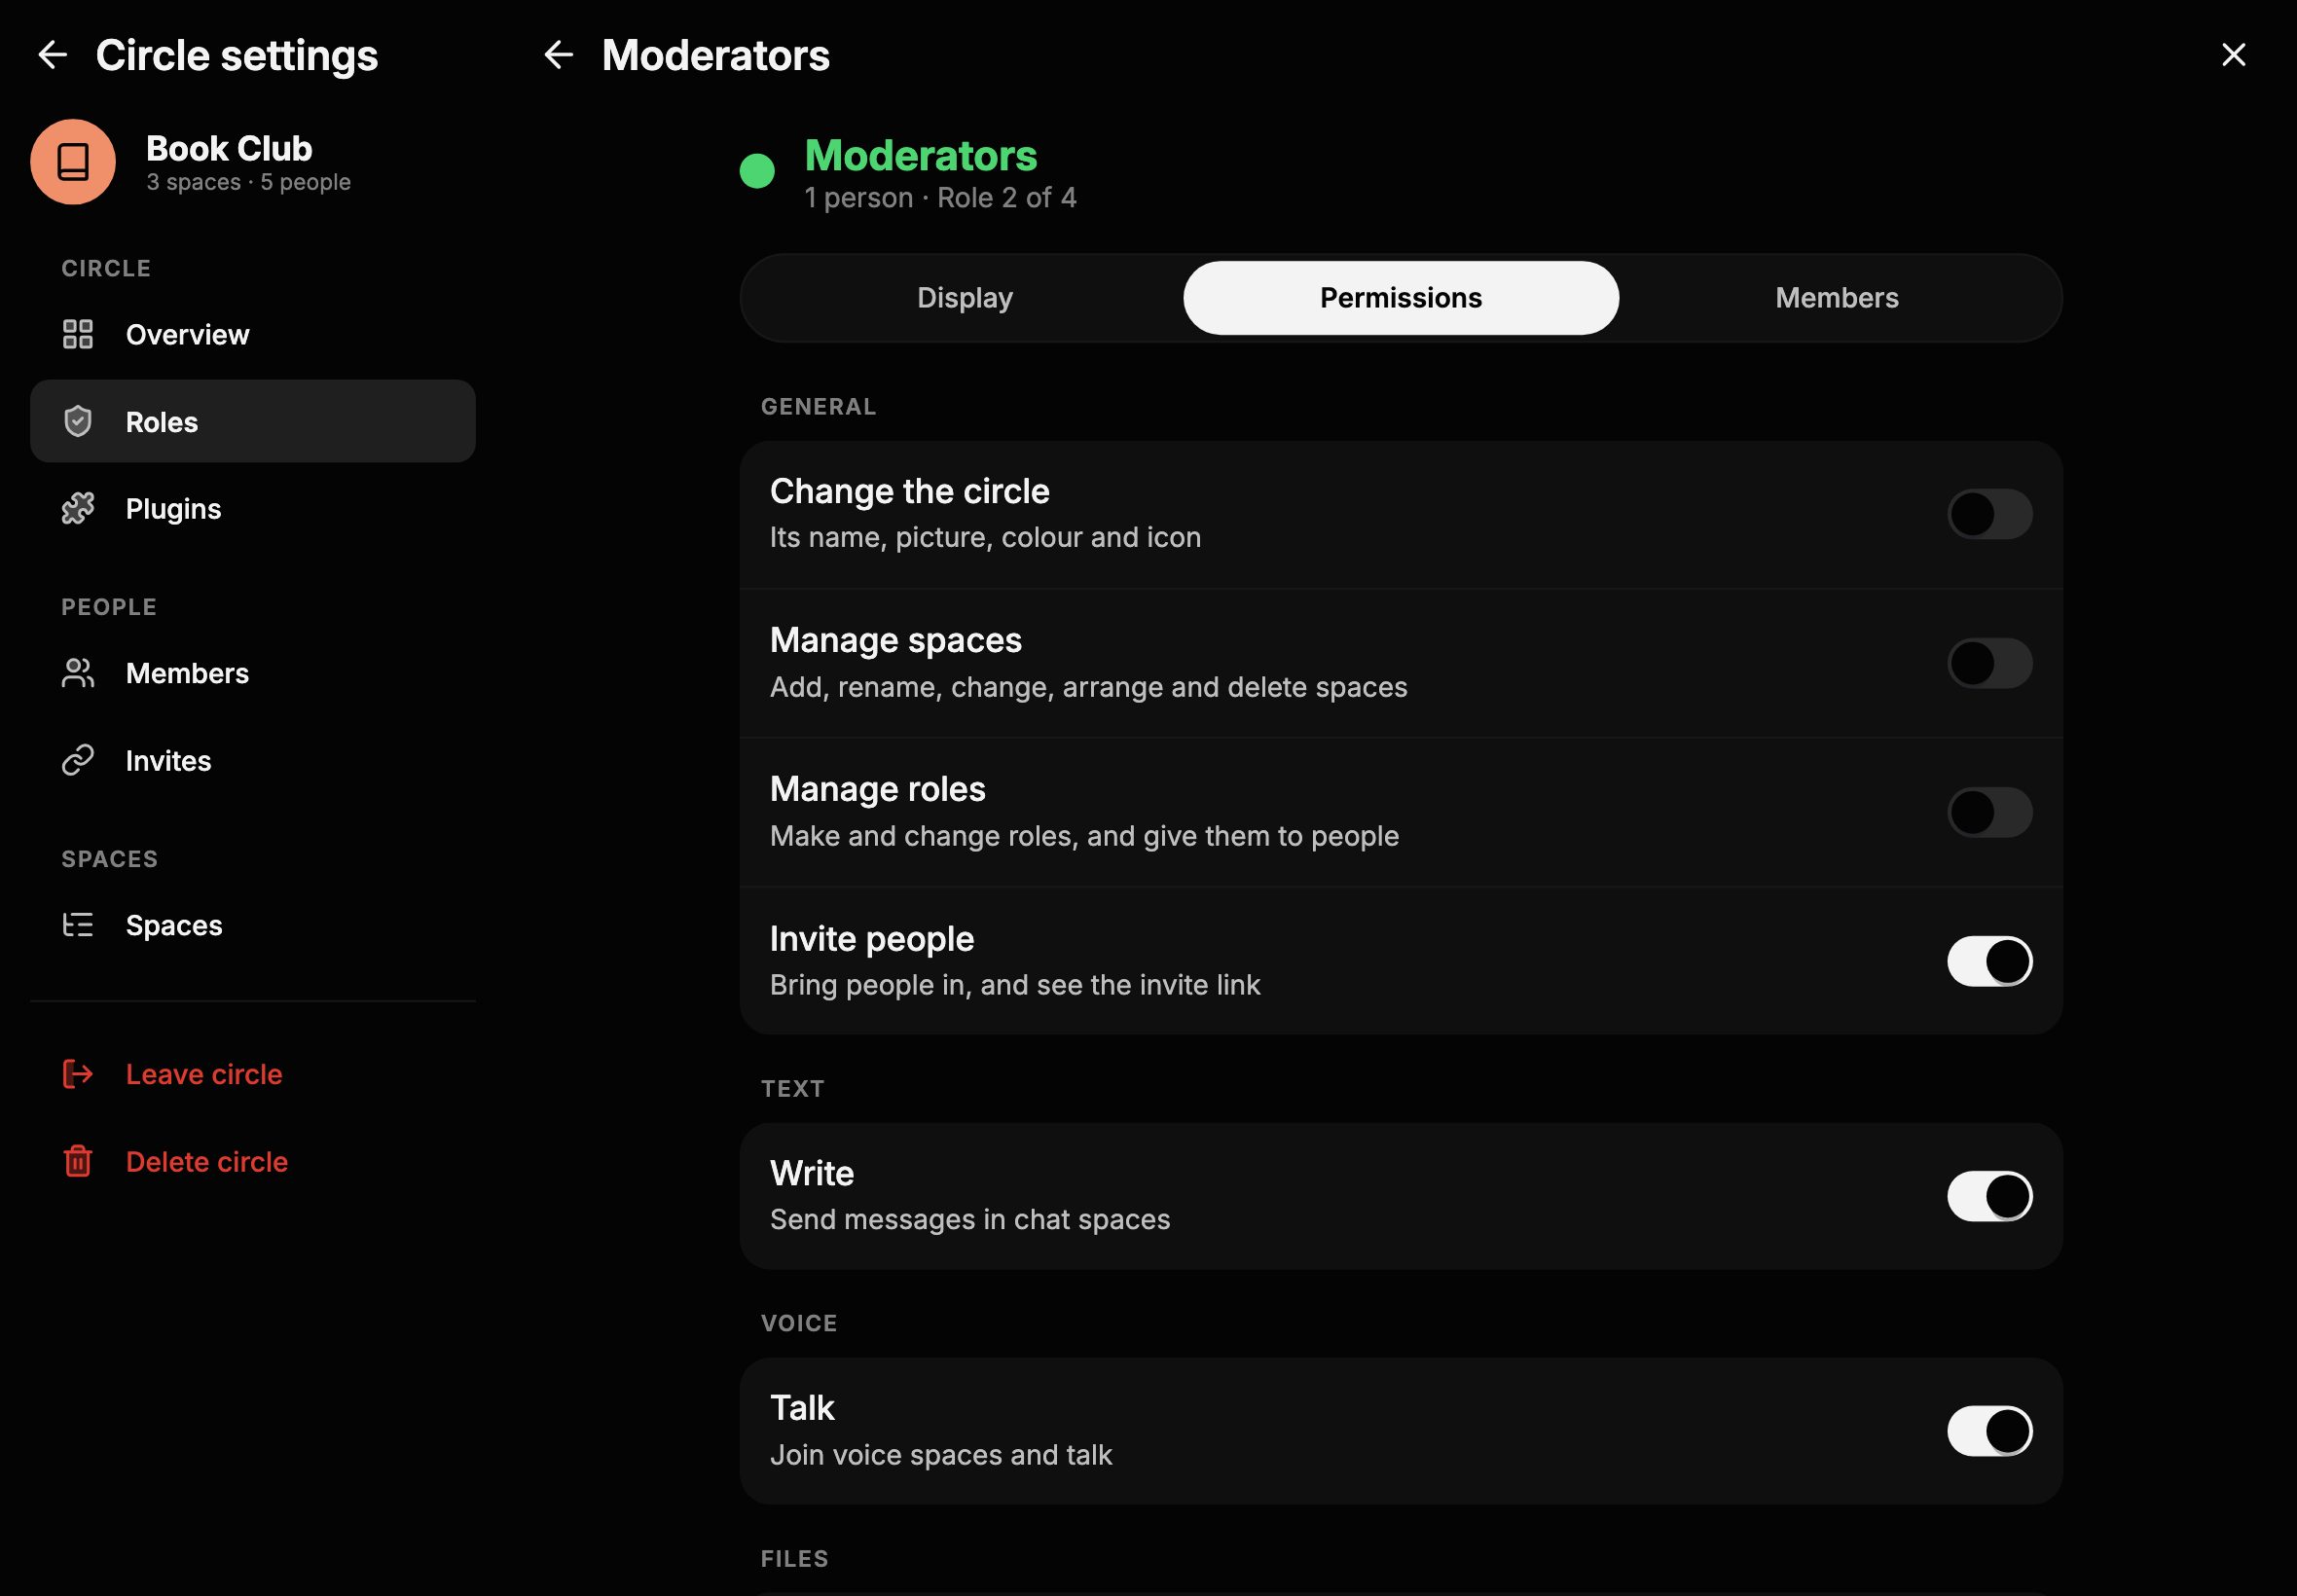 Circle settings
Book Club
3 spaces · 5 people
CIRCLE
Overview
Roles
Plugins
PEOPLE
Members
Invites
SPACES
Spaces
Leave circle
Delete circle
Moderators
Moderators
1 person · Role 2 of 4
Display
Permissions
Members
GENERAL
Change the circle
Its name, picture, colour and icon
Manage spaces
Add, rename, change, arrange and delete spaces
Manage roles
Make and change roles, and give them to people
Invite people
Bring people in, and see the invite link
TEXT
Write
Send messages in chat spaces
VOICE
Talk
Join voice spaces and talk
FILES